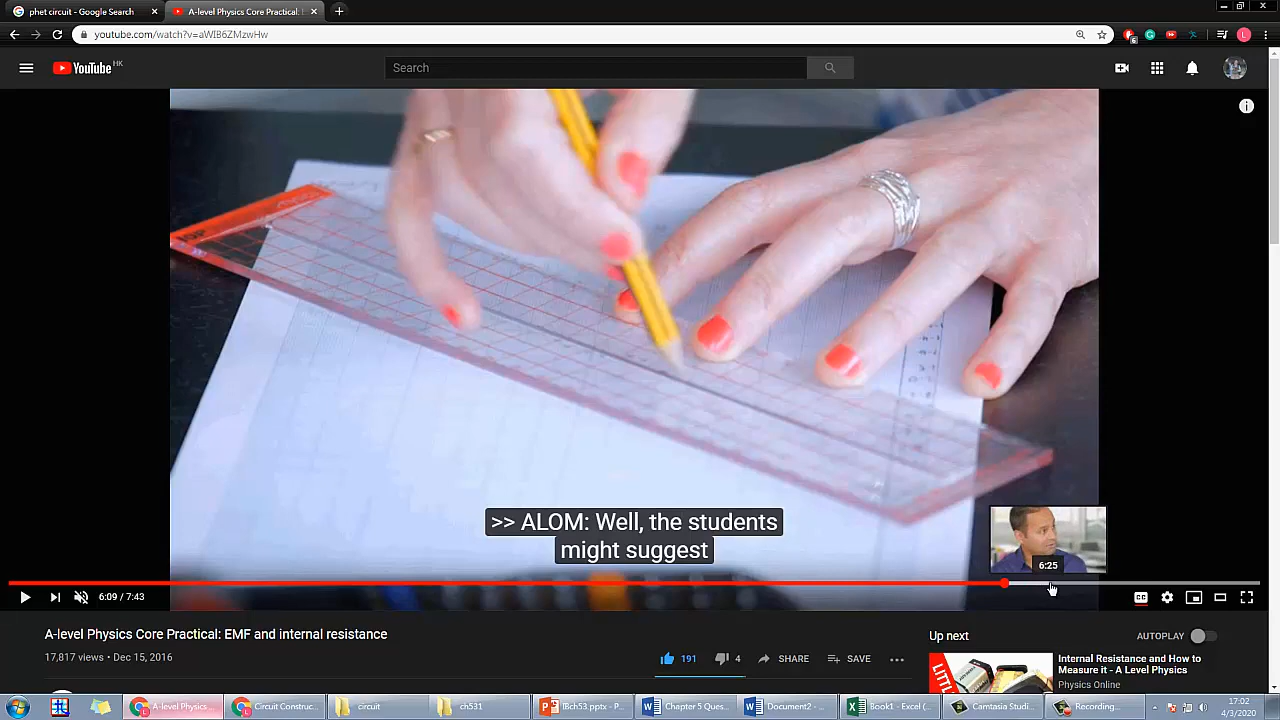 phet circuit - Google Search
A-level Physics Core Practical:
youtube.com/watch?v=aWIB6ZMzwHw
YouTube HK
Search
>> ALOM: Well, the students
might suggest
6:25
6:09 / 7:43
A-level Physics Core Practical: EMF and internal resistance
17,817 views • Dec 15, 2016
191
4
SHARE
SAVE
Up next
AUTOPLAY
LITTL
Internal Resistance and How to
Measure it - A Level Physics
Physics Online
A-level Physics...
Circuit Construc...
circuit
ch531
IBch53.pptx - P...
Chapter 5 Ques...
Document2 - ...
Book1 - Excel (...
Camtasia Studi...
Recording...
17:02
4/3/2020